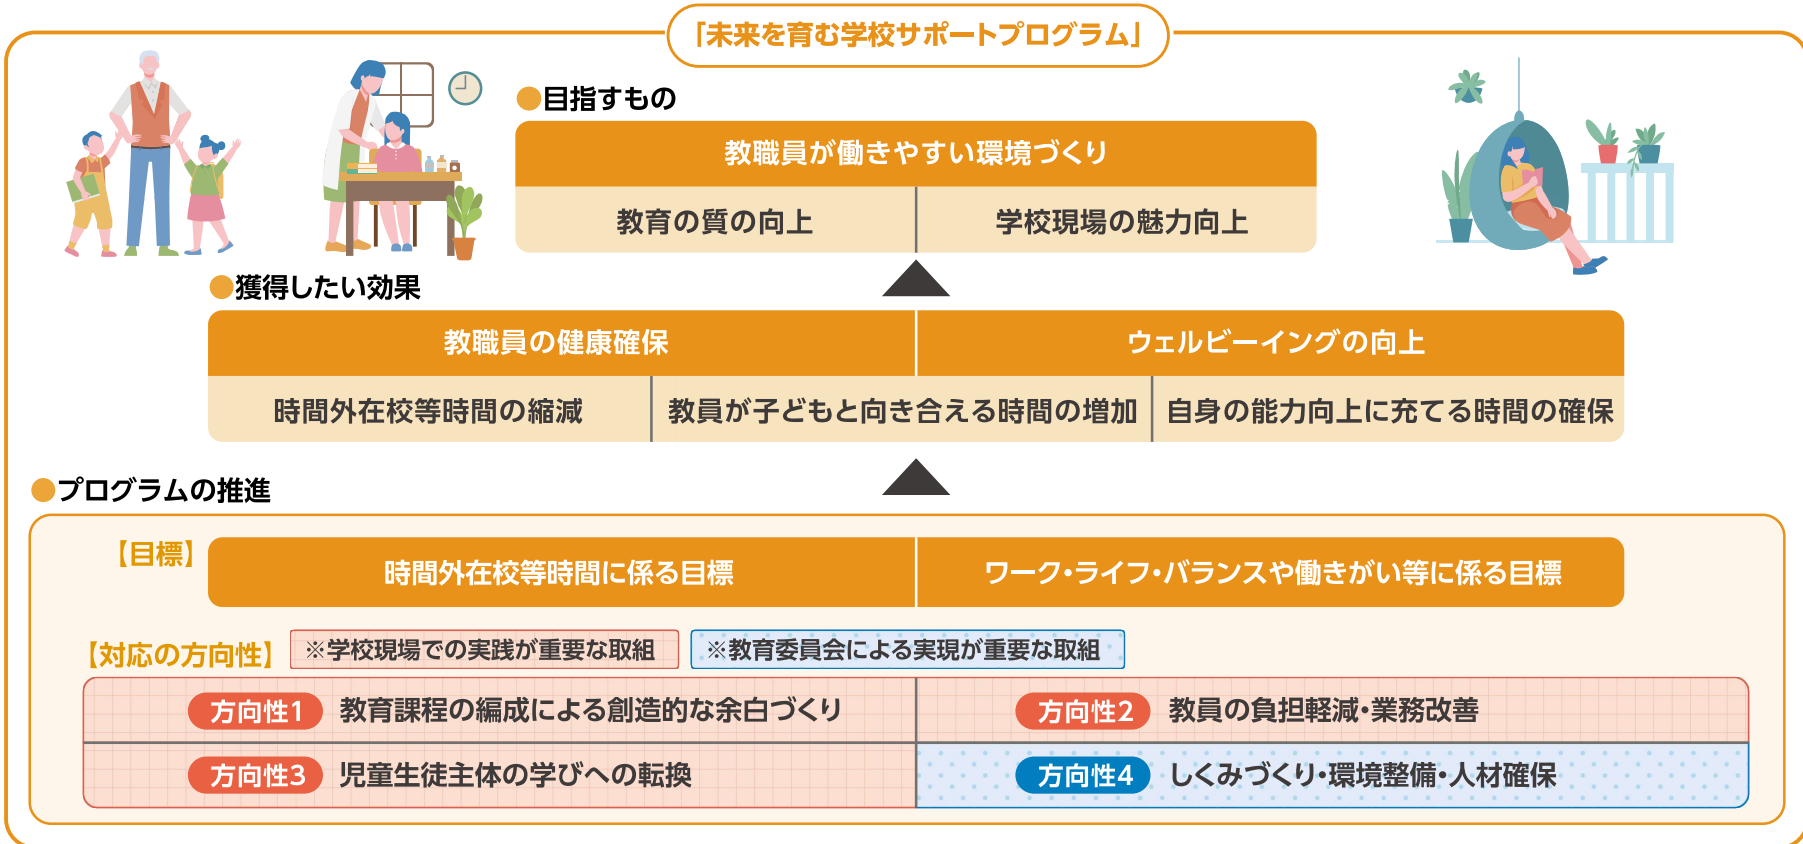 「未来を育む学校サポートプログラム」
●目指すもの
教職員が働きやすい環境づくり
教育の質の向上
学校現場の魅力向上
●獲得したい効果
教職員の健康確保
ウェルビーイングの向上
時間外在校等時間の縮減
教員が子どもと向き合える時間の増加
自身の能力向上に充てる時間の確保
●プログラムの推進
【目標】
時間外在校等時間に係る目標
ワーク・ライフ・バランスや働きがい等に係る目標
【対応の方向性】
※学校現場での実践が重要な取組
※教育委員会による実現が重要な取組
方向性1 教育課程の編成による創造的な余白づくり
方向性2 教員の負担軽減・業務改善
方向性3 児童生徒主体の学びへの転換
方向性4 しくみづくり・環境整備・人材確保